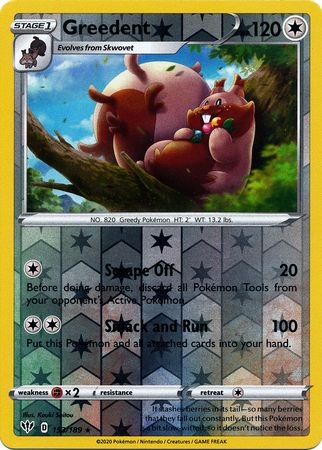 STAGE 1
Greedent 120
Evolves from Skwovet
NO. 820 Greedy Pokémon HT: 2' WT: 13.2 lbs.
Swipe Off 20
Before doing damage, discard all Pokémon Tools from
your opponent's Active Pokémon.
Smack and Run 100
Put this Pokémon and all attached cards into your hand.
weakness ×2 resistance retreat
Illus. Kouki Saitou
D 152/189 ★
It stashes berries in its tail—so many berries
that they fall out constantly. But this Pokémon
is a bit slow-witted, so it doesn't notice the loss.
©2020 Pokémon / Nintendo / Creatures / GAME FREAK